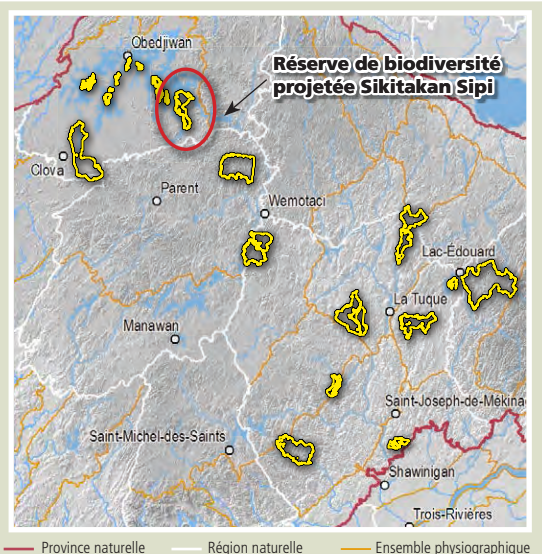 Obedjiwan
Réserve de biodiversité
projetée Sikitakan Sipi
Clova
Parent
Wemotaci
Lac-Édouard
La Tuque
Manawan
Saint-Joseph-de-Mékina
Saint-Michel-des-Saints
Shawinigan
Trois-Rivières
Province naturelle
Région naturelle
Ensemble physiographique